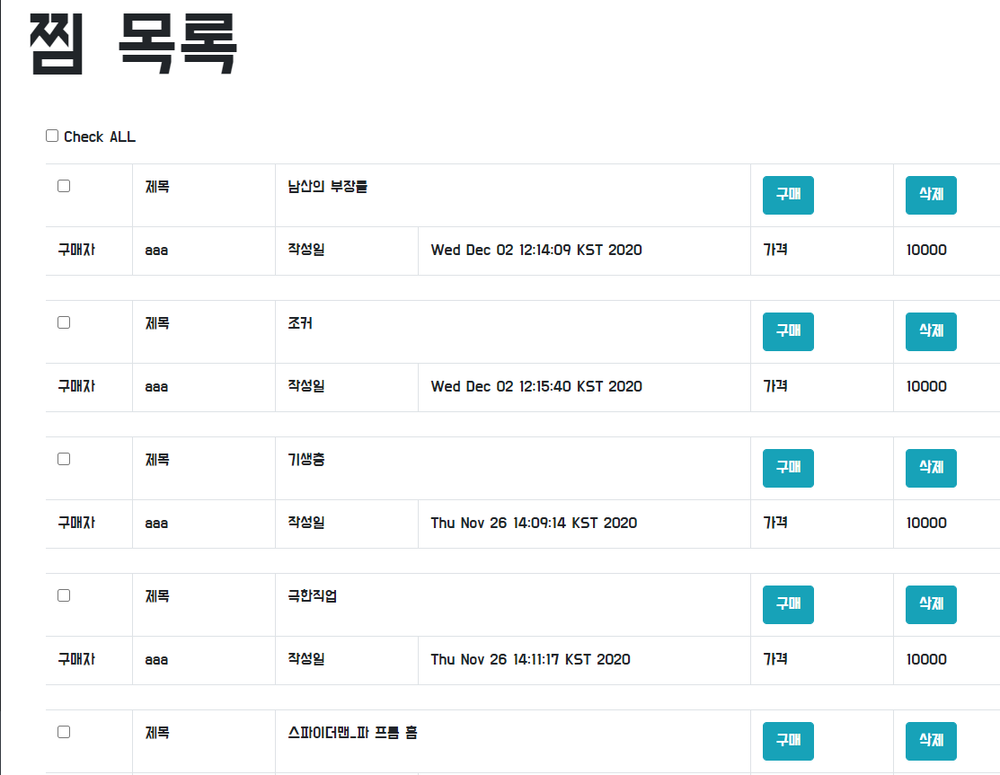 찜 목록
Check ALL
제목 남산의 부장들 구매 삭제
구매자 aaa 작성일 Wed Dec 02 12:14:09 KST 2020 가격 10000
제목 조커 구매 삭제
구매자 aaa 작성일 Wed Dec 02 12:15:40 KST 2020 가격 10000
제목 기생충 구매 삭제
구매자 aaa 작성일 Thu Nov 26 14:09:14 KST 2020 가격 10000
제목 극한직업 구매 삭제
구매자 aaa 작성일 Thu Nov 26 14:11:17 KST 2020 가격 10000
제목 스파이더맨_파 프롬 홈 구매 삭제